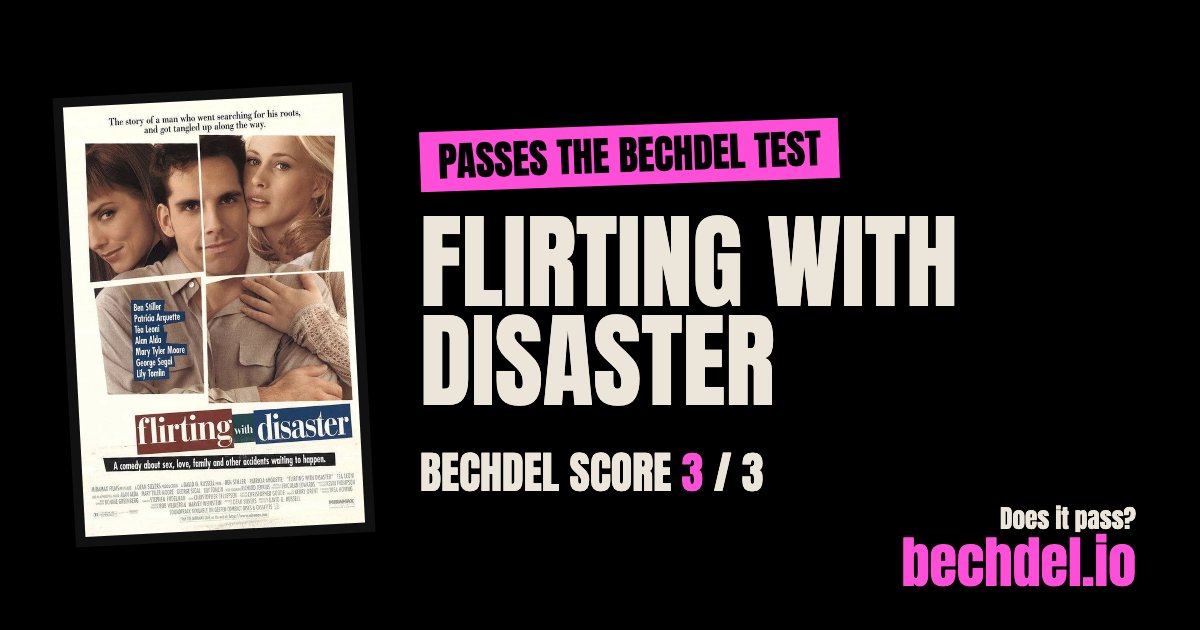 The story of a man who went searching for his roots,
and got tangled up along the way.
Ben Stiller
Patricia Arquette
Téa Leoni
Alan Alda
Mary Tyler Moore
George Segal
Lily Tomlin
flirting with disaster
A comedy about sex, love, family and other accidents waiting to happen.
MIRAMAX
PASSES THE BECHDEL TEST
FLIRTING WITH
DISASTER
BECHDEL SCORE 3 / 3
Does it pass?
bechdel.io